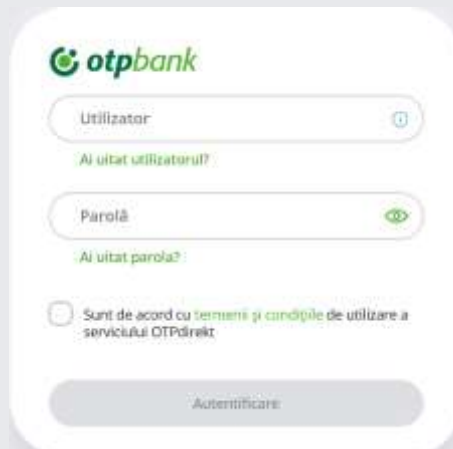 otpbank
Utilizator
Ai uitat utilizatorul?
Parolă
Ai uitat parola?
Sunt de acord cu termenii și condițiile de utilizare a
serviciului OTPdirekt
Autentificare